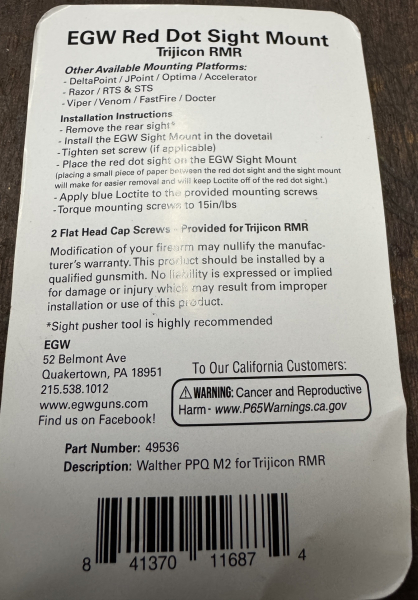 EGW Red Dot Sight Mount
Trijicon RMR
Other Available Mounting Platforms:
- DeltaPoint / JPoint / Optima / Accelerator
- Razor / RTS & STS
- Viper / Venom / FastFire / Docter
Installation Instructions
- Remove the rear sight*
- Install the EGW Sight Mount in the dovetail
- Tighten set screw (if applicable)
- Place the red dot sight on the EGW Sight Mount
(placing a small piece of paper between the red dot sight and the sight mount
will make for easier removal and will keep Loctite off of the red dot sight.)
- Apply blue Loctite to the provided mounting screws
- Torque mounting screws to 15in/lbs
2 Flat Head Cap Screws - Provided for Trijicon RMR
Modification of your firearm may nullify the manufac-
turer's warranty. This product should be installed by a
qualified gunsmith. No liability is expressed or implied
for damage or injury which may result from improper
installation or use of this product.
*Sight pusher tool is highly recommended
EGW
52 Belmont Ave
Quakertown, PA 18951
215.538.1012
www.egwguns.com
Find us on Facebook!
To Our California Customers:
⚠ WARNING: Cancer and Reproductive
Harm - www.P65Warnings.ca.gov
Part Number: 49536
Description: Walther PPQ M2 for Trijicon RMR
8 41370 11687 4